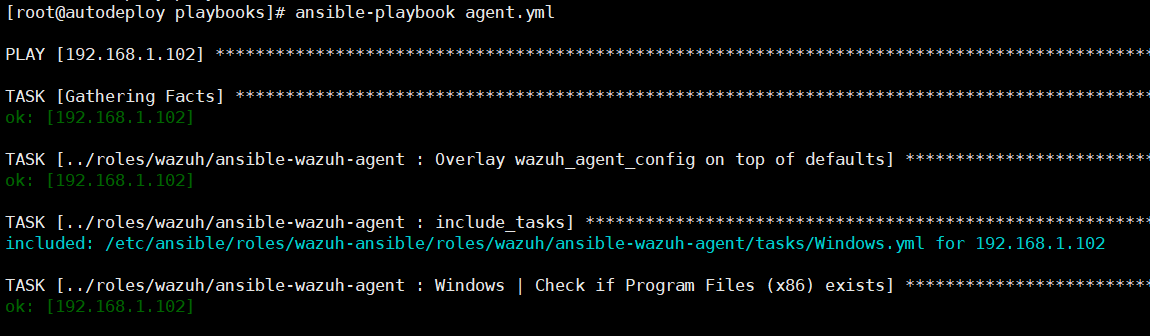 [root@autodeploy playbooks]# ansible-playbook agent.yml
PLAY [192.168.1.102] *********************************************************************************************
TASK [Gathering Facts] *******************************************************************************************
ok: [192.168.1.102]
TASK [../roles/wazuh/ansible-wazuh-agent : Overlay wazuh_agent_config on top of defaults] *************************
ok: [192.168.1.102]
TASK [../roles/wazuh/ansible-wazuh-agent : include_tasks] *********************************************************
included: /etc/ansible/roles/wazuh-ansible/roles/wazuh/ansible-wazuh-agent/tasks/Windows.yml for 192.168.1.102
TASK [../roles/wazuh/ansible-wazuh-agent : Windows | Check if Program Files (x86) exists] *************************
ok: [192.168.1.102]